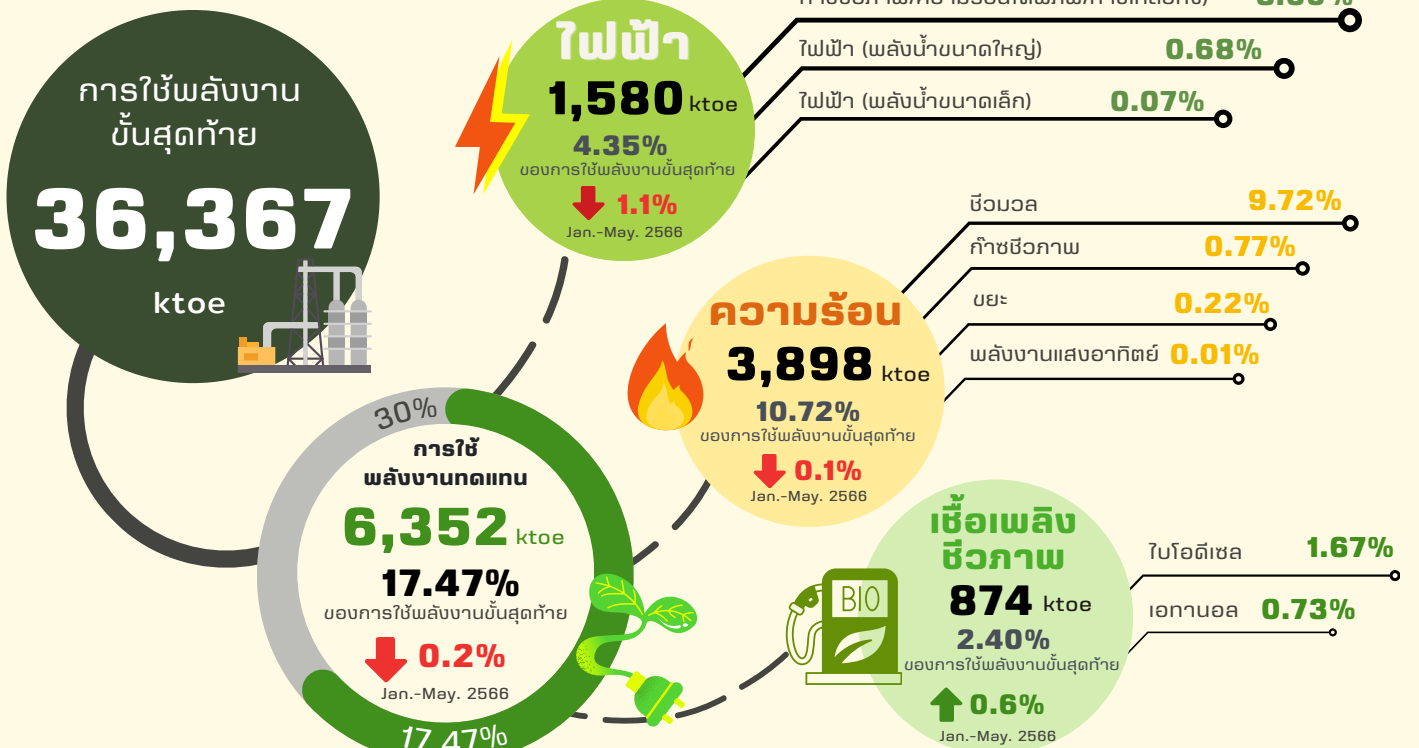 การใช้พลังงาน
ขั้นสุดท้าย
36,367
ktoe
ไฟฟ้า
1,580 ktoe
4.35%
ของการใช้พลังงานขั้นสุดท้าย
1.1%
Jan.-May. 2566
ไฟฟ้า (พลังน้ำขนาดใหญ่) 0.68%
ไฟฟ้า (พลังน้ำขนาดเล็ก) 0.07%
ความร้อน
3,898 ktoe
10.72%
ของการใช้พลังงานขั้นสุดท้าย
0.1%
Jan.-May. 2566
ชีวมวล 9.72%
ก๊าซชีวภาพ 0.77%
ขยะ 0.22%
พลังงานแสงอาทิตย์ 0.01%
30%
การใช้
พลังงานทดแทน
6,352 ktoe
17.47%
ของการใช้พลังงานขั้นสุดท้าย
0.2%
Jan.-May. 2566
17.47%
เชื้อเพลิง
ชีวภาพ
BIO
874 ktoe
2.40%
ของการใช้พลังงานขั้นสุดท้าย
0.6%
Jan.-May. 2566
ไบโอดีเซล 1.67%
เอทานอล 0.73%